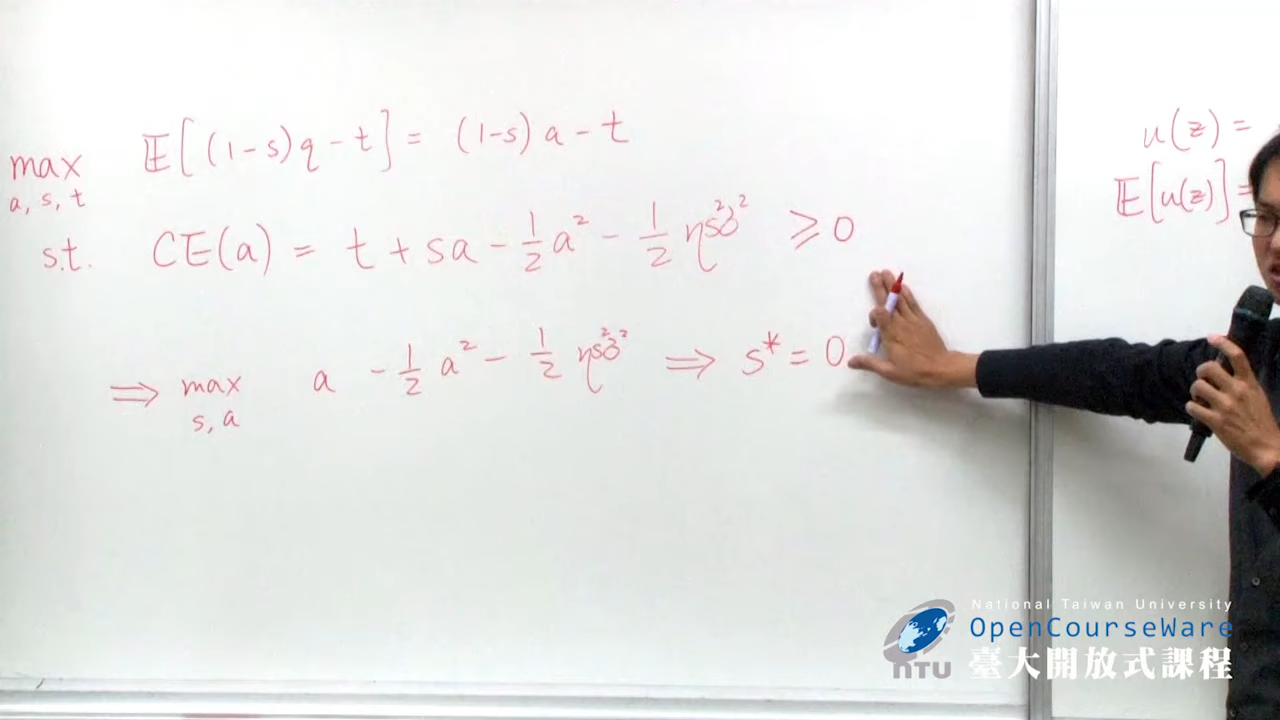 max a, s, t 𝔼[(1-s)q - t] = (1-s)a - t
s.t. CE(a) = t + sa - 1/2 a² - 1/2 ηs²σ² ≥ 0
⇒ max s, a a - 1/2 a² - 1/2 ηs²σ² ⇒ s* = 0
u(z) =
𝔼[u(z)] =
National Taiwan University
OpenCourseWare
NTU 臺大開放式課程